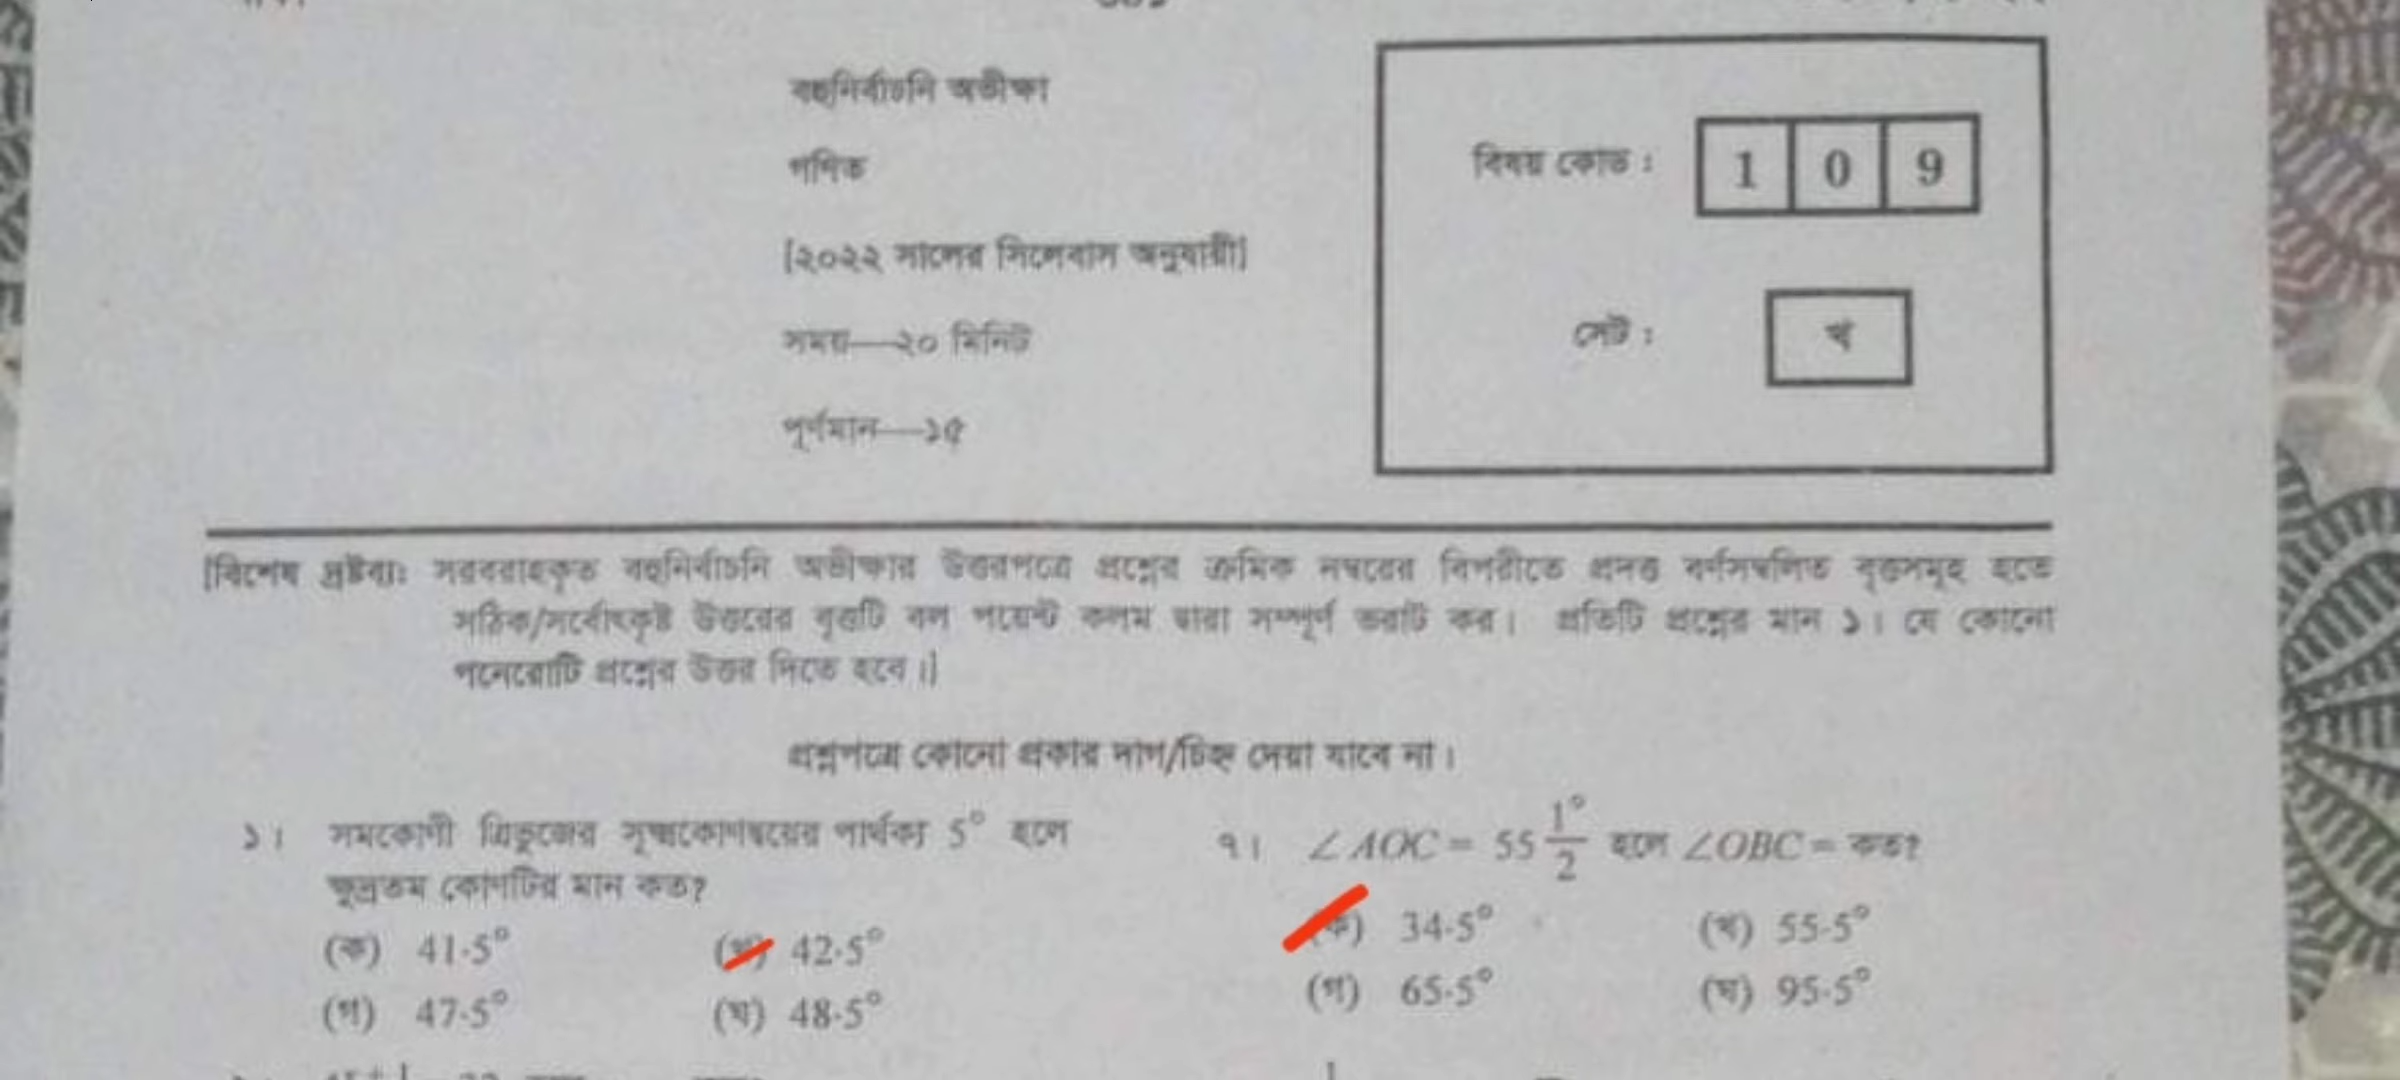 বহুনির্বাচনি অভীক্ষা
গণিত
[২০২২ সালের সিলেবাস অনুযায়ী]
সময়—২০ মিনিট
পূর্ণমান—১৫
বিষয় কোড : 1 0 9
সেট :
[বিশেষ দ্রষ্টব্যঃ সরবরাহকৃত বহুনির্বাচনি অভীক্ষার উত্তরপত্রে প্রশ্নের ক্রমিক নম্বরের বিপরীতে প্রদত্ত বর্ণসম্বলিত বৃত্তসমূহ হতে
সঠিক/সর্বোৎকৃষ্ট উত্তরের বৃত্তটি বল পয়েন্ট কলম দ্বারা সম্পূর্ণ ভরাট কর। প্রতিটি প্রশ্নের মান ১। যে কোনো
পনেরোটি প্রশ্নের উত্তর দিতে হবে।]
প্রশ্নপত্রে কোনো প্রকার দাগ/চিহ্ন দেয়া যাবে না।
১। সমকোণী ত্রিভুজের সূক্ষ্মকোণদ্বয়ের পার্থক্য 5° হলে
ক্ষুদ্রতম কোণটির মান কত?
(ক) 41·5° (খ) 42·5°
(গ) 47·5° (ঘ) 48·5°
৭। ∠AOC = 55 1/2° হলে ∠OBC = কত?
(ক) 34·5° (খ) 55·5°
(গ) 65·5° (ঘ) 95·5°